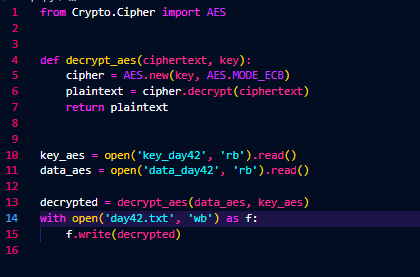 1 from Crypto.Cipher import AES
2
3
4 def decrypt_aes(ciphertext, key):
5     cipher = AES.new(key, AES.MODE_ECB)
6     plaintext = cipher.decrypt(ciphertext)
7     return plaintext
8
9
10 key_aes = open('key_day42', 'rb').read()
11 data_aes = open('data_day42', 'rb').read()
12
13 decrypted = decrypt_aes(data_aes, key_aes)
14 with open('day42.txt', 'wb') as f:
15     f.write(decrypted)
16